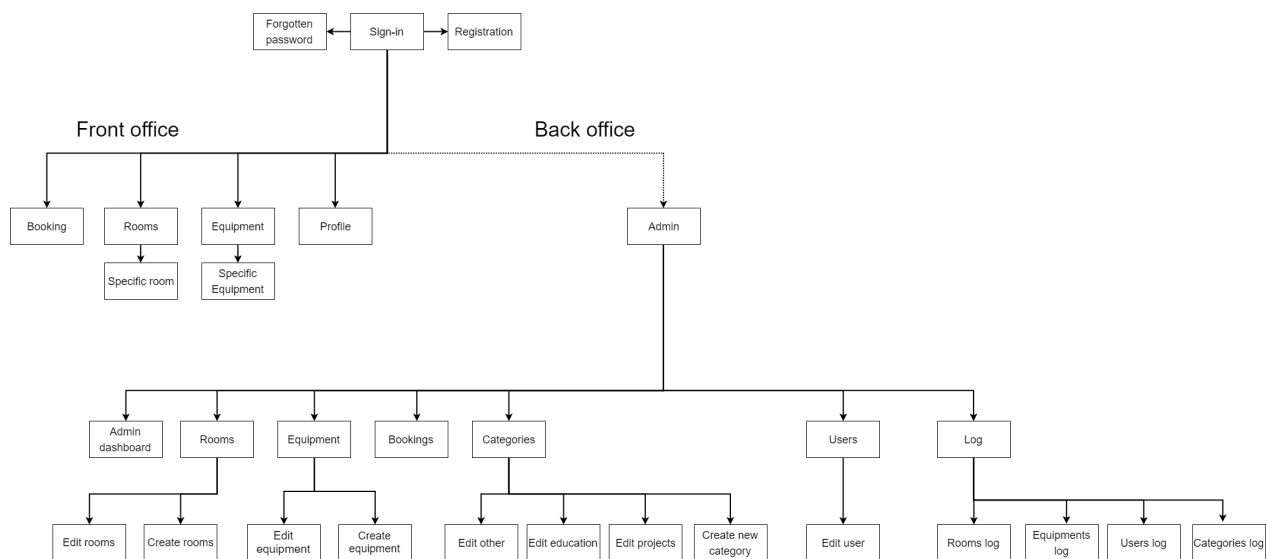 Forgotten
password
Sign-in
Registration
Front office
Back office
Booking
Rooms
Equipment
Profile
Admin
Specific room
Specific
Equipment
Admin
dashboard
Rooms
Equipment
Bookings
Categories
Users
Log
Edit rooms
Create rooms
Edit
equipment
Create
equipment
Edit other
Edit education
Edit projects
Create new
category
Edit user
Rooms log
Equipments
log
Users log
Categories log